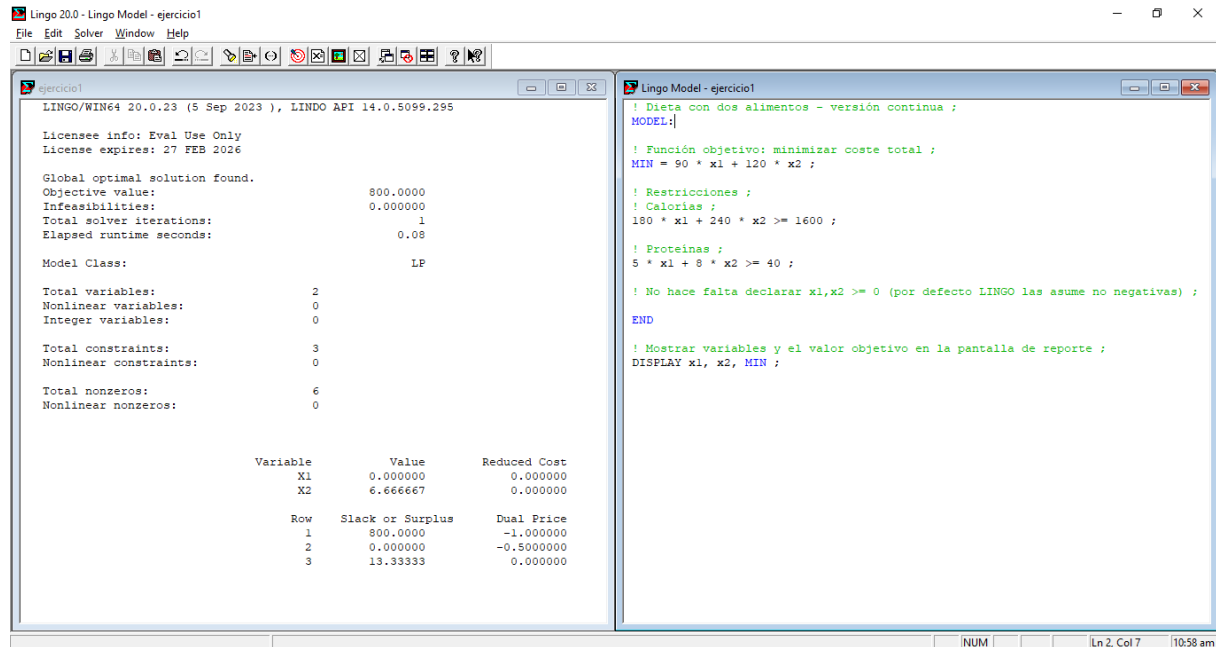 Lingo 20.0 - Lingo Model - ejercicio1
File Edit Solver Window Help
ejercicio1
LINGO/WIN64 20.0.23 (5 Sep 2023 ), LINDO API 14.0.5099.295
Licensee info: Eval Use Only
License expires: 27 FEB 2026
Global optimal solution found.
Objective value: 800.0000
Infeasibilities: 0.000000
Total solver iterations: 1
Elapsed runtime seconds: 0.08
Model Class: LP
Total variables: 2
Nonlinear variables: 0
Integer variables: 0
Total constraints: 3
Nonlinear constraints: 0
Total nonzeros: 6
Nonlinear nonzeros: 0
Variable Value Reduced Cost
X1 0.000000 0.000000
X2 6.666667 0.000000
Row Slack or Surplus Dual Price
1 800.0000 -1.000000
2 0.000000 -0.5000000
3 13.33333 0.000000
Lingo Model - ejercicio1
! Dieta con dos alimentos - versión continua ;
MODEL:
! Función objetivo: minimizar coste total ;
MIN = 90 * x1 + 120 * x2 ;
! Restricciones ;
! Calorías ;
180 * x1 + 240 * x2 >= 1600 ;
! Proteínas ;
5 * x1 + 8 * x2 >= 40 ;
! No hace falta declarar x1,x2 >= 0 (por defecto LINGO las asume no negativas) ;
END
! Mostrar variables y el valor objetivo en la pantalla de reporte ;
DISPLAY x1, x2, MIN ;
NUM Ln 2, Col 7 10:58 am